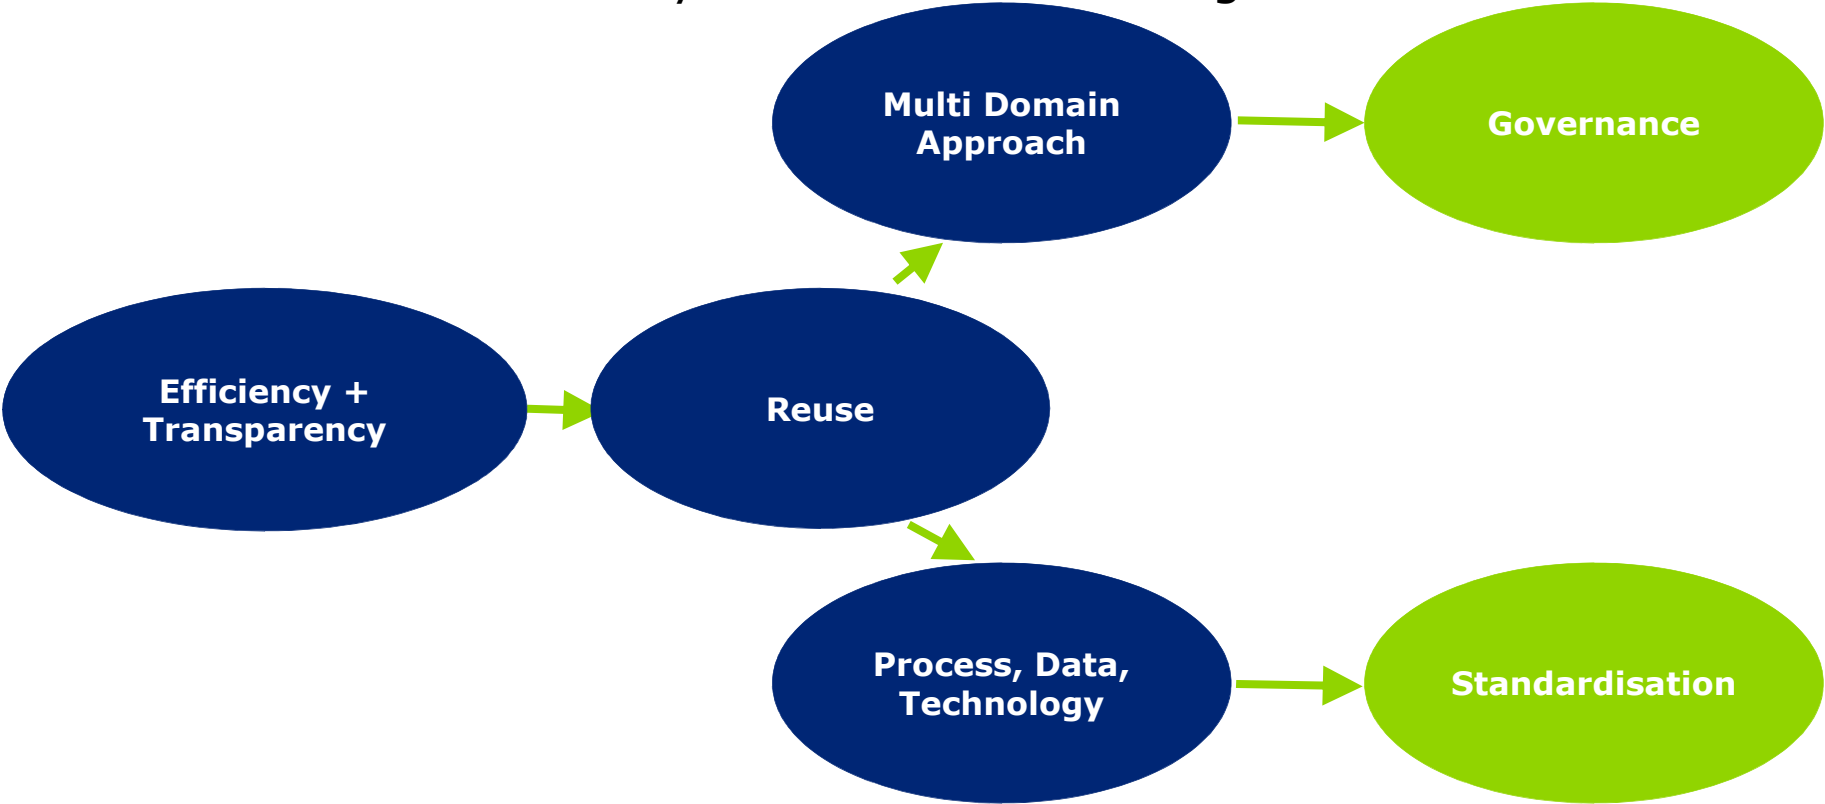 Multi Domain
Approach
Governance
Efficiency +
Transparency
Reuse
Process, Data,
Technology
Standardisation